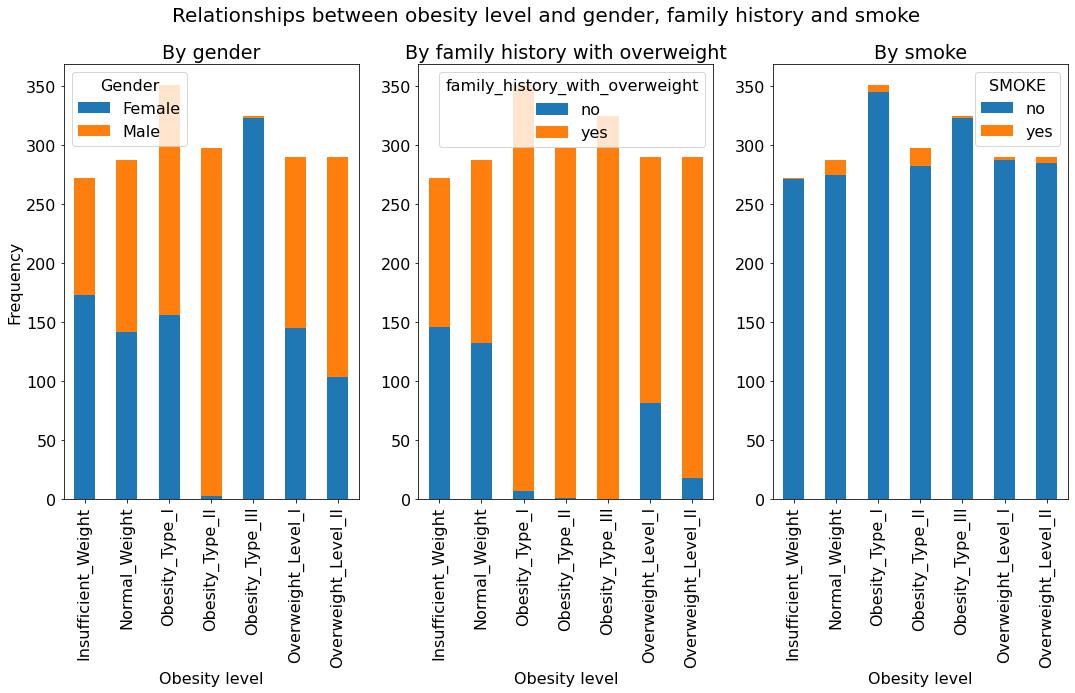 Relationships between obesity level and gender, family history and smoke
By gender
Gender
Female
Male
Frequency
350
300
250
200
150
100
50
0
Insufficient_Weight
Normal_Weight
Obesity_Type_I
Obesity_Type_II
Obesity_Type_III
Overweight_Level_I
Overweight_Level_II
Obesity level
By family history with overweight
family_history_with_overweight
no
yes
350
300
250
200
150
100
50
0
Insufficient_Weight
Normal_Weight
Obesity_Type_I
Obesity_Type_II
Obesity_Type_III
Overweight_Level_I
Overweight_Level_II
Obesity level
By smoke
SMOKE
no
yes
350
300
250
200
150
100
50
0
Insufficient_Weight
Normal_Weight
Obesity_Type_I
Obesity_Type_II
Obesity_Type_III
Overweight_Level_I
Overweight_Level_II
Obesity level